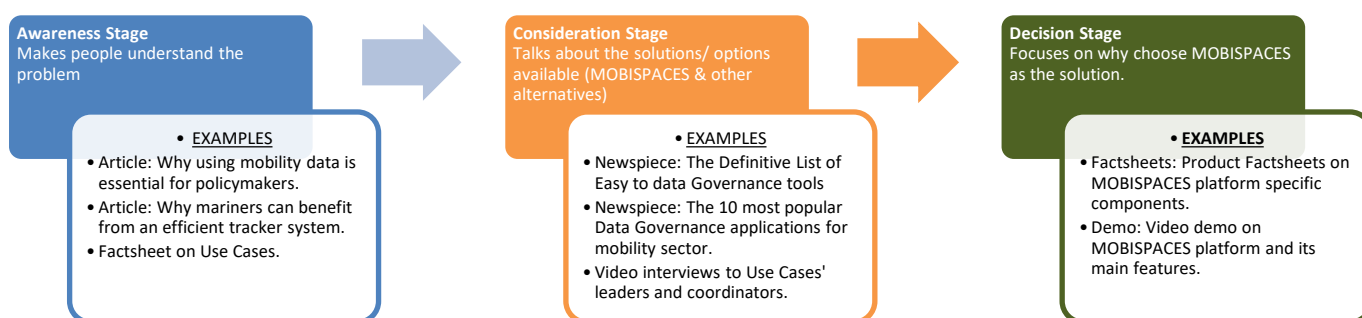 Awareness Stage
Makes people understand the
problem
• EXAMPLES
• Article: Why using mobility data is
essential for policymakers.
• Article: Why mariners can benefit
from an efficient tracker system.
• Factsheet on Use Cases.
Consideration Stage
Talks about the solutions/ options
available (MOBISPACES & other
alternatives)
• EXAMPLES
• Newspiece: The Definitive List of
Easy to data Governance tools
• Newspiece: The 10 most popular
Data Governance applications for
mobility sector.
• Video interviews to Use Cases'
leaders and coordinators.
Decision Stage
Focuses on why choose MOBISPACES
as the solution.
• EXAMPLES
• Factsheets: Product Factsheets on
MOBISPACES platform specific
components.
• Demo: Video demo on
MOBISPACES platform and its
main features.